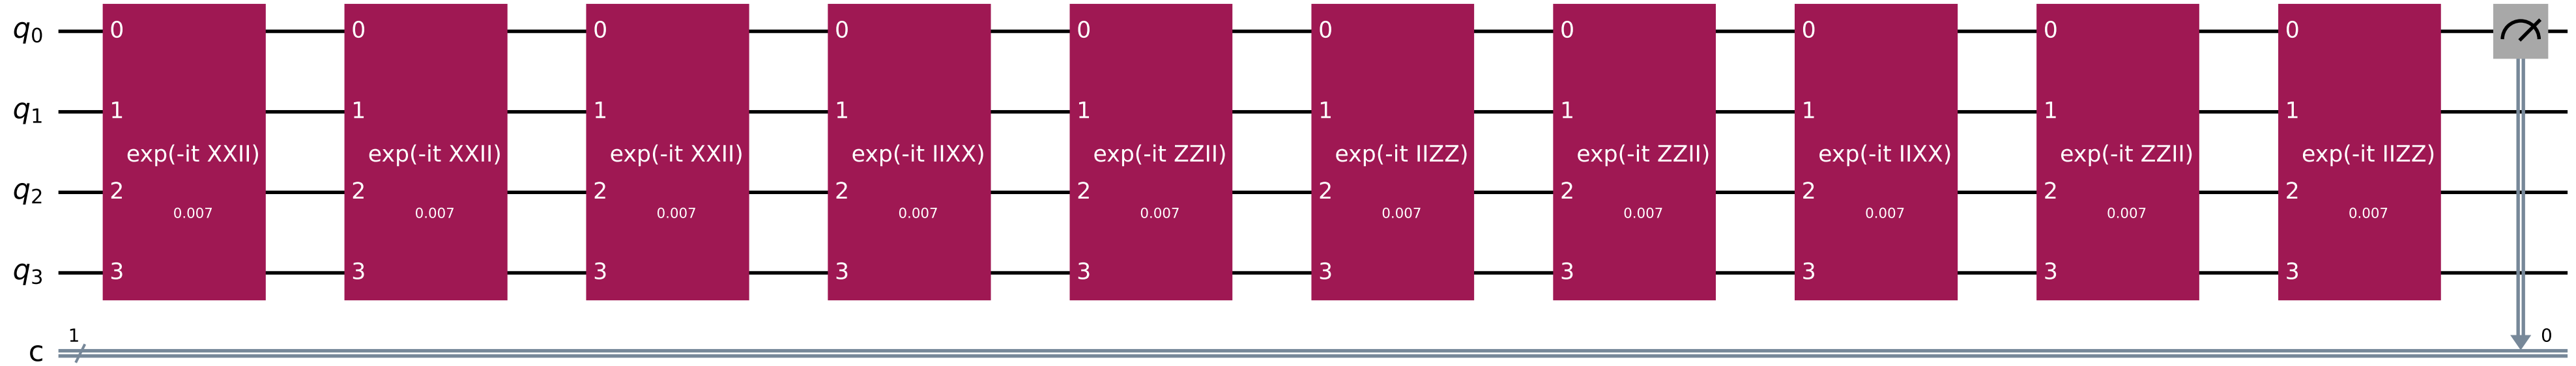 q0 0 0 0 0 0 0 0 0 0 0
q1 1 1 1 1 1 1 1 1 1 1
exp(-it XXII) exp(-it XXII) exp(-it XXII) exp(-it IIXX) exp(-it ZZII) exp(-it IIZZ) exp(-it ZZII) exp(-it IIXX) exp(-it ZZII) exp(-it IIZZ)
q2 2 2 2 2 2 2 2 2 2 2
0.007 0.007 0.007 0.007 0.007 0.007 0.007 0.007 0.007 0.007
q3 3 3 3 3 3 3 3 3 3 3
1 0
c